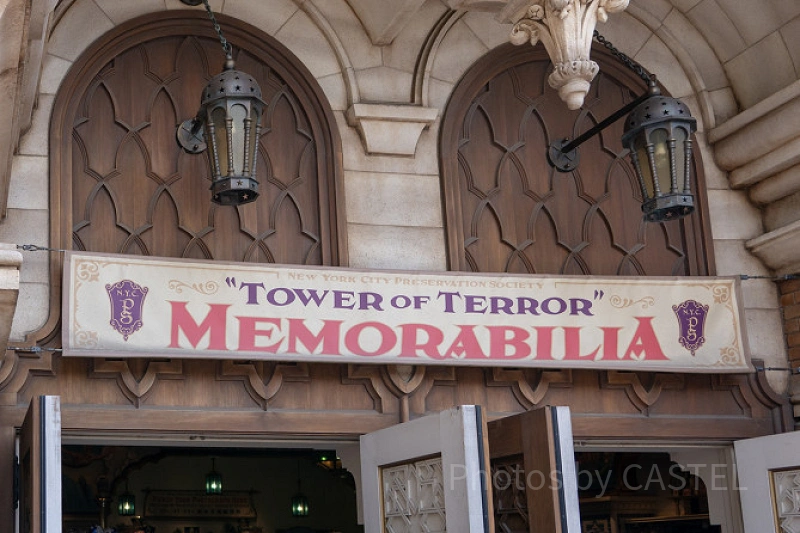 New York City Preservation Society
"Tower of Terror"
Memorabilia
N.Y.C.
N.Y.C.
Photos by CASTEL